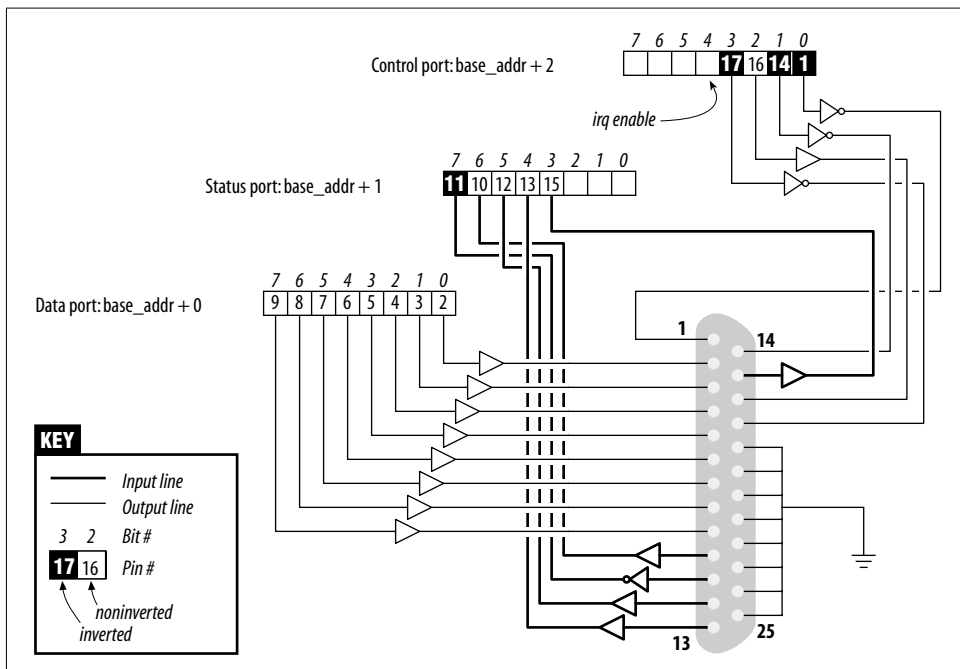 7 6 5 4 3 2 1 0
Control port: base_addr + 2
17 16 14 1
irq enable
7 6 5 4 3 2 1 0
Status port: base_addr + 1
11 10 12 13 15
7 6 5 4 3 2 1 0
Data port: base_addr + 0
9 8 7 6 5 4 3 2
1
14
KEY
Input line
Output line
3 2 Bit #
17 16 Pin #
noninverted
inverted
13
25